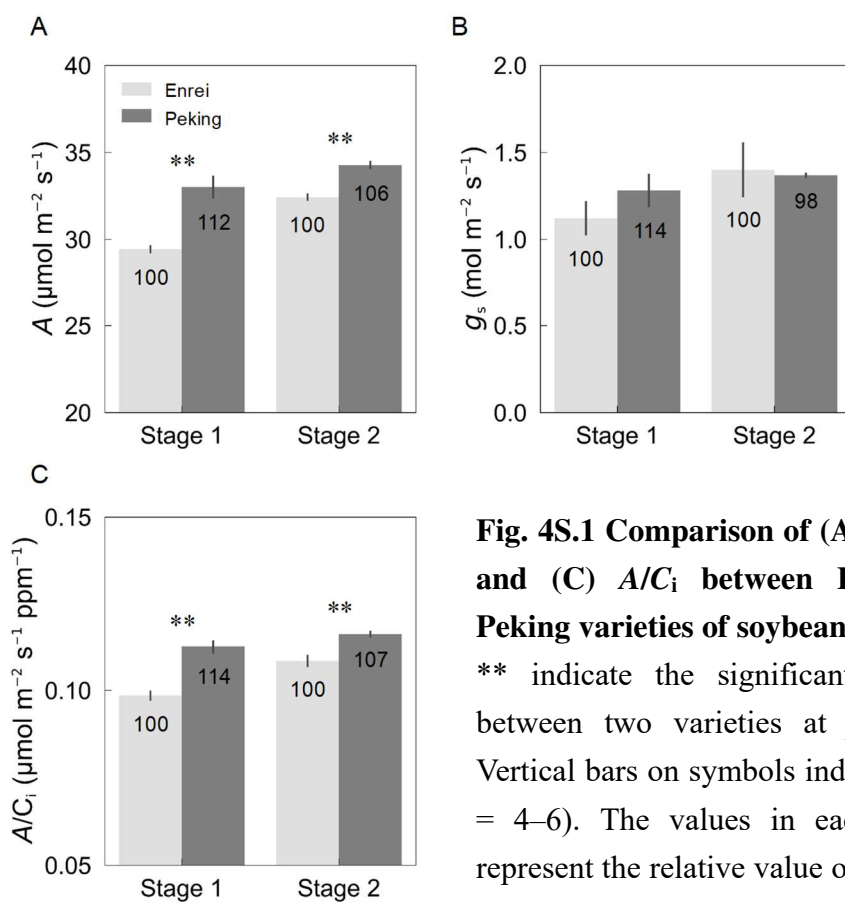 A
40
35
30
25
20
A (μmol m⁻² s⁻¹)
Enrei
Peking
**
**
100
112
100
106
Stage 1
Stage 2
B
2.0
1.5
1.0
0.5
0.0
gₛ (mol m⁻² s⁻¹)
100
114
100
98
Stage 1
Stage 2
C
0.15
0.10
0.05
A/Cᵢ (μmol m⁻² s⁻¹ ppm⁻¹)
**
**
100
114
100
107
Stage 1
Stage 2
Fig. 4S.1 Comparison of (A
and (C) A/Cᵢ between
Peking varieties of soybean
** indicate the significant
between two varieties at
Vertical bars on symbols ind
= 4–6). The values in eac
represent the relative value o